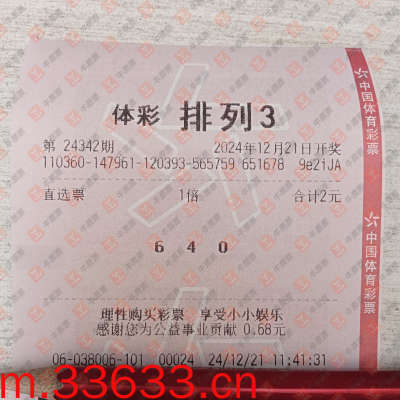 体彩 排列3
第 24342期 2024年12月21日开奖
110360-147961-120393-565759 651678 9e21JA
直选票 1倍 合计2元
6 4 0
理性购买彩票 享受小小娱乐
感谢您为公益事业贡献 0.68元
06-038006-101 00024 24/12/21 11:41:31
中国体育彩票
中国体育彩票
m.33633.cn